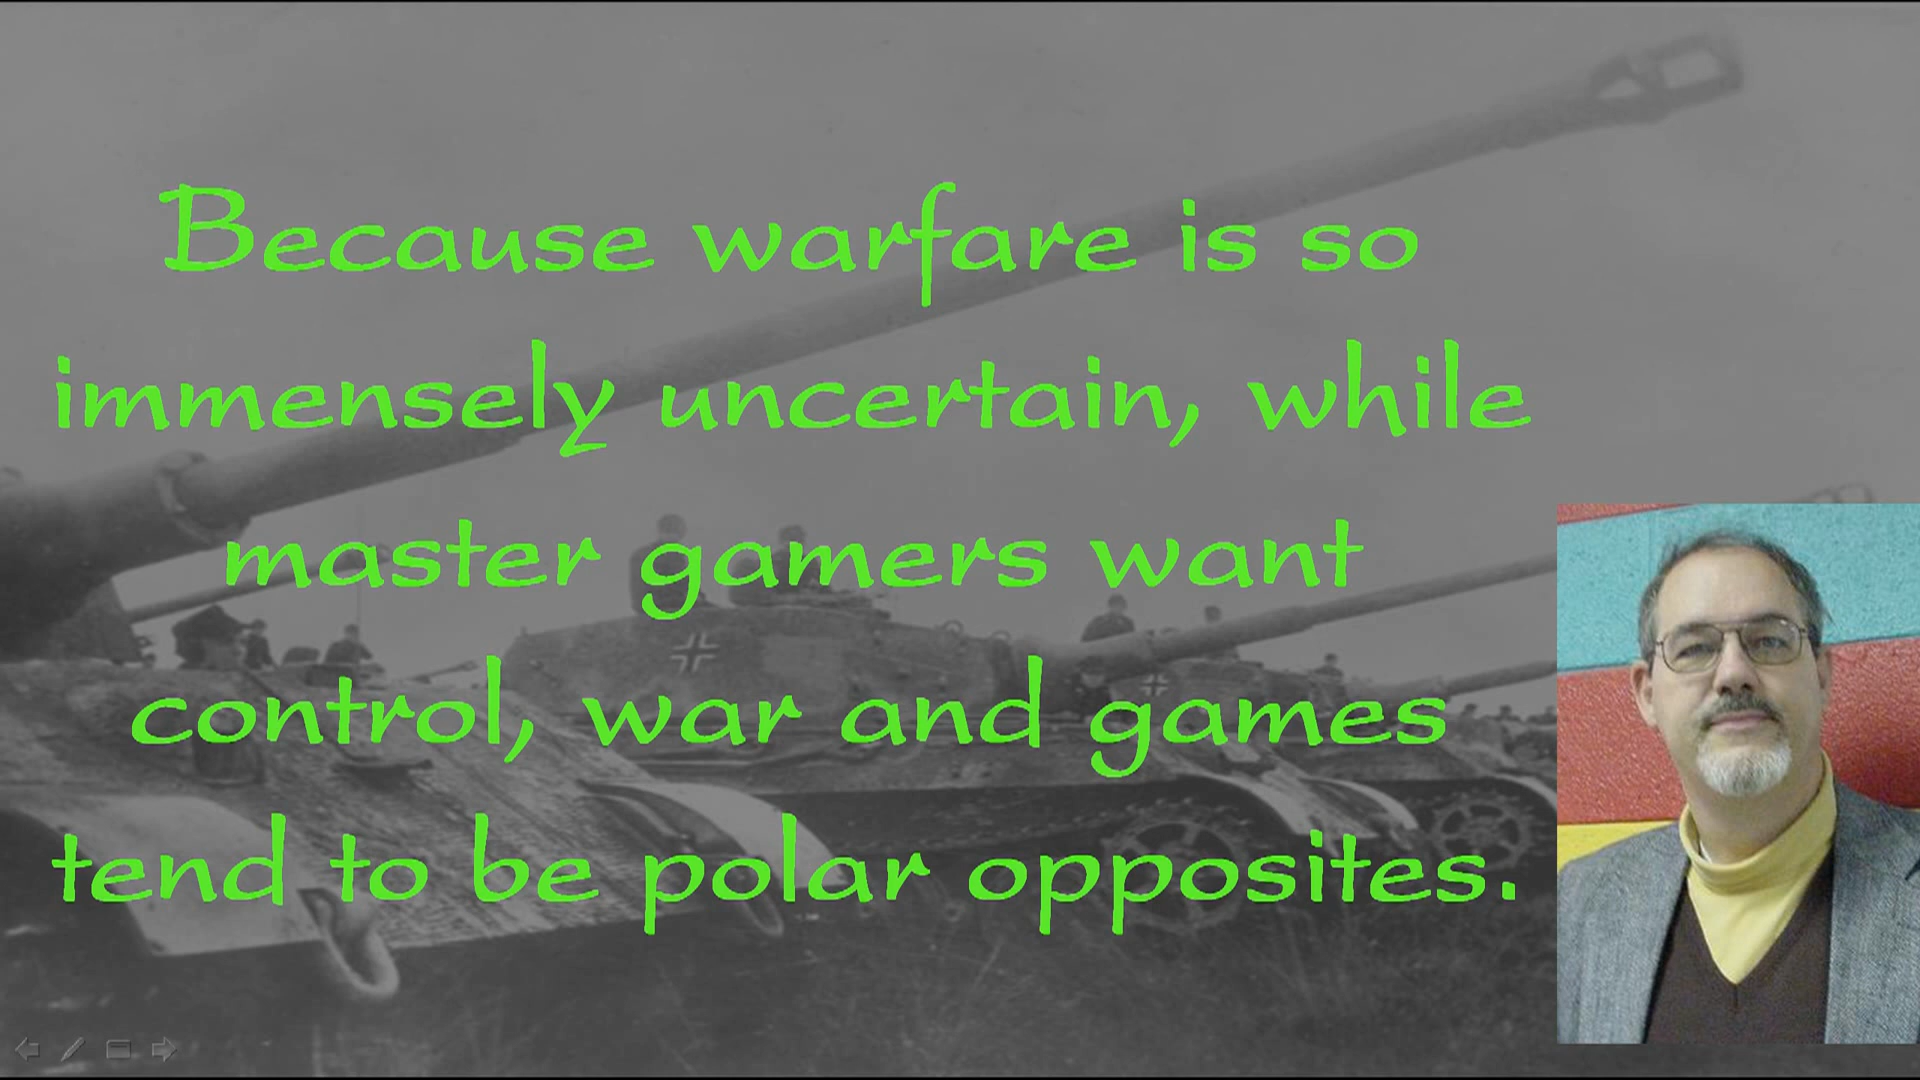 Because warfare is so
immensely uncertain, while
master gamers want
control, war and games
tend to be polar opposites.